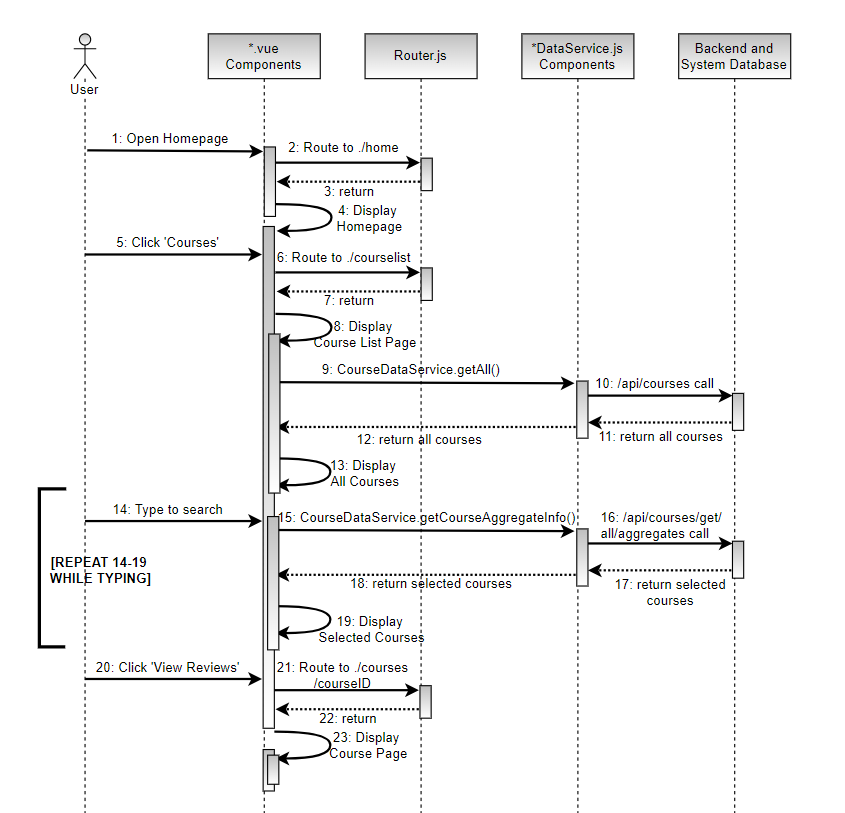 *.vue
Components
Router.js
*DataService.js
Components
Backend and
System Database
User
1: Open Homepage
2: Route to ./home
3: return
4: Display
Homepage
5: Click 'Courses'
6: Route to ./courselist
7: return
8: Display
Course List Page
9: CourseDataService.getAll()
10: /api/courses call
11: return all courses
12: return all courses
13: Display
All Courses
14: Type to search
15: CourseDataService.getCourseAggregateInfo()
16: /api/courses/get/
all/aggregates call
[REPEAT 14-19
WHILE TYPING]
17: return selected
courses
18: return selected courses
19: Display
Selected Courses
20: Click 'View Reviews'
21: Route to ./courses
/courseID
22: return
23: Display
Course Page